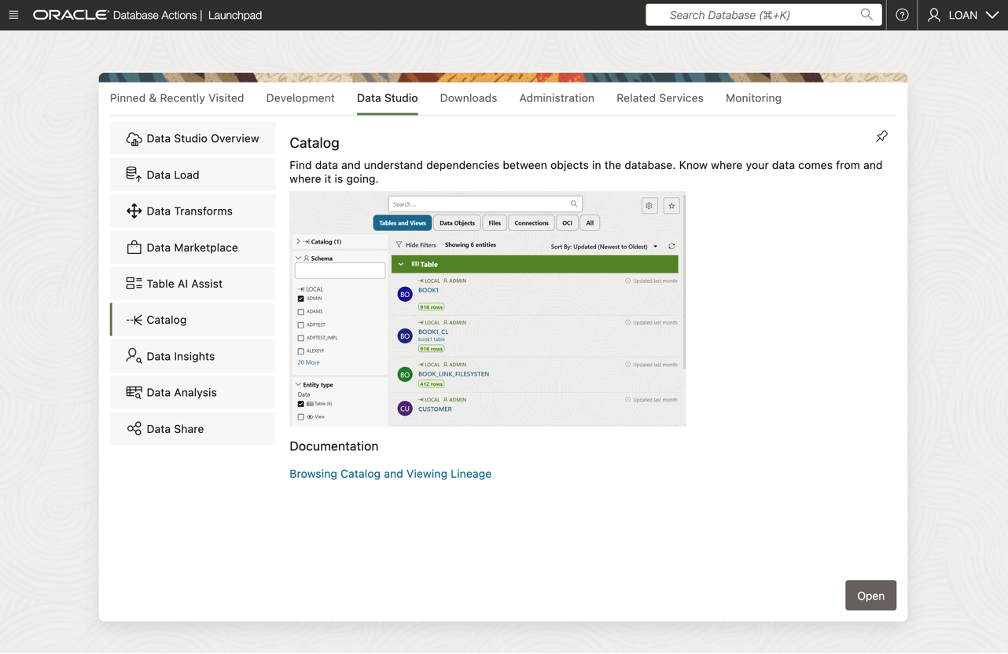 ORACLE Database Actions | Launchpad
Search Database (⌘+K)
LOAN
Pinned & Recently Visited
Development
Data Studio
Downloads
Administration
Related Services
Monitoring
Data Studio Overview
Data Load
Data Transforms
Data Marketplace
Table AI Assist
Catalog
Data Insights
Data Analysis
Data Share
Catalog
Find data and understand dependencies between objects in the database. Know where your data comes from and
where it is going.
Search ...
Tables and Views
Data Objects
Files
Connections
OCI
All
Catalog (1)
Schema
LOCAL
ADMIN
ADAMS
ADPTEST
ADPTEST_IMPL
ALEXEYF
20 More
Entity type
Data
Table (6)
View
Hide Filters
Showing 6 entities
Sort By: Updated (Newest to Oldest)
Table
LOCAL ADMIN Updated last month
BO BOOK1
916 rows
LOCAL ADMIN Updated last month
BO BOOK1_CL
book1 table
916 rows
LOCAL ADMIN Updated last month
BO BOOK_LINK_FILESYSTEN
412 rows
LOCAL ADMIN Updated last month
CU CUSTOMER
Documentation
Browsing Catalog and Viewing Lineage
Open